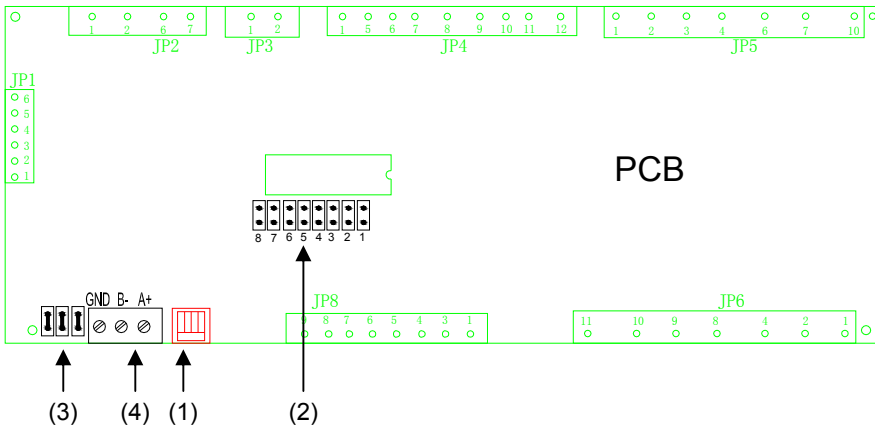 1 2 6 7 1 2 1 5 6 7 8 9 10 11 12 1 2 3 4 6 7 10
JP2 JP3 JP4 JP5
JP1
6
5
4
3
2
1
PCB
8 7 6 5 4 3 2 1
GND B- A+
JP8 JP6
9 8 7 6 5 4 3 1 11 10 9 8 4 2 1
(3) (4) (1) (2)